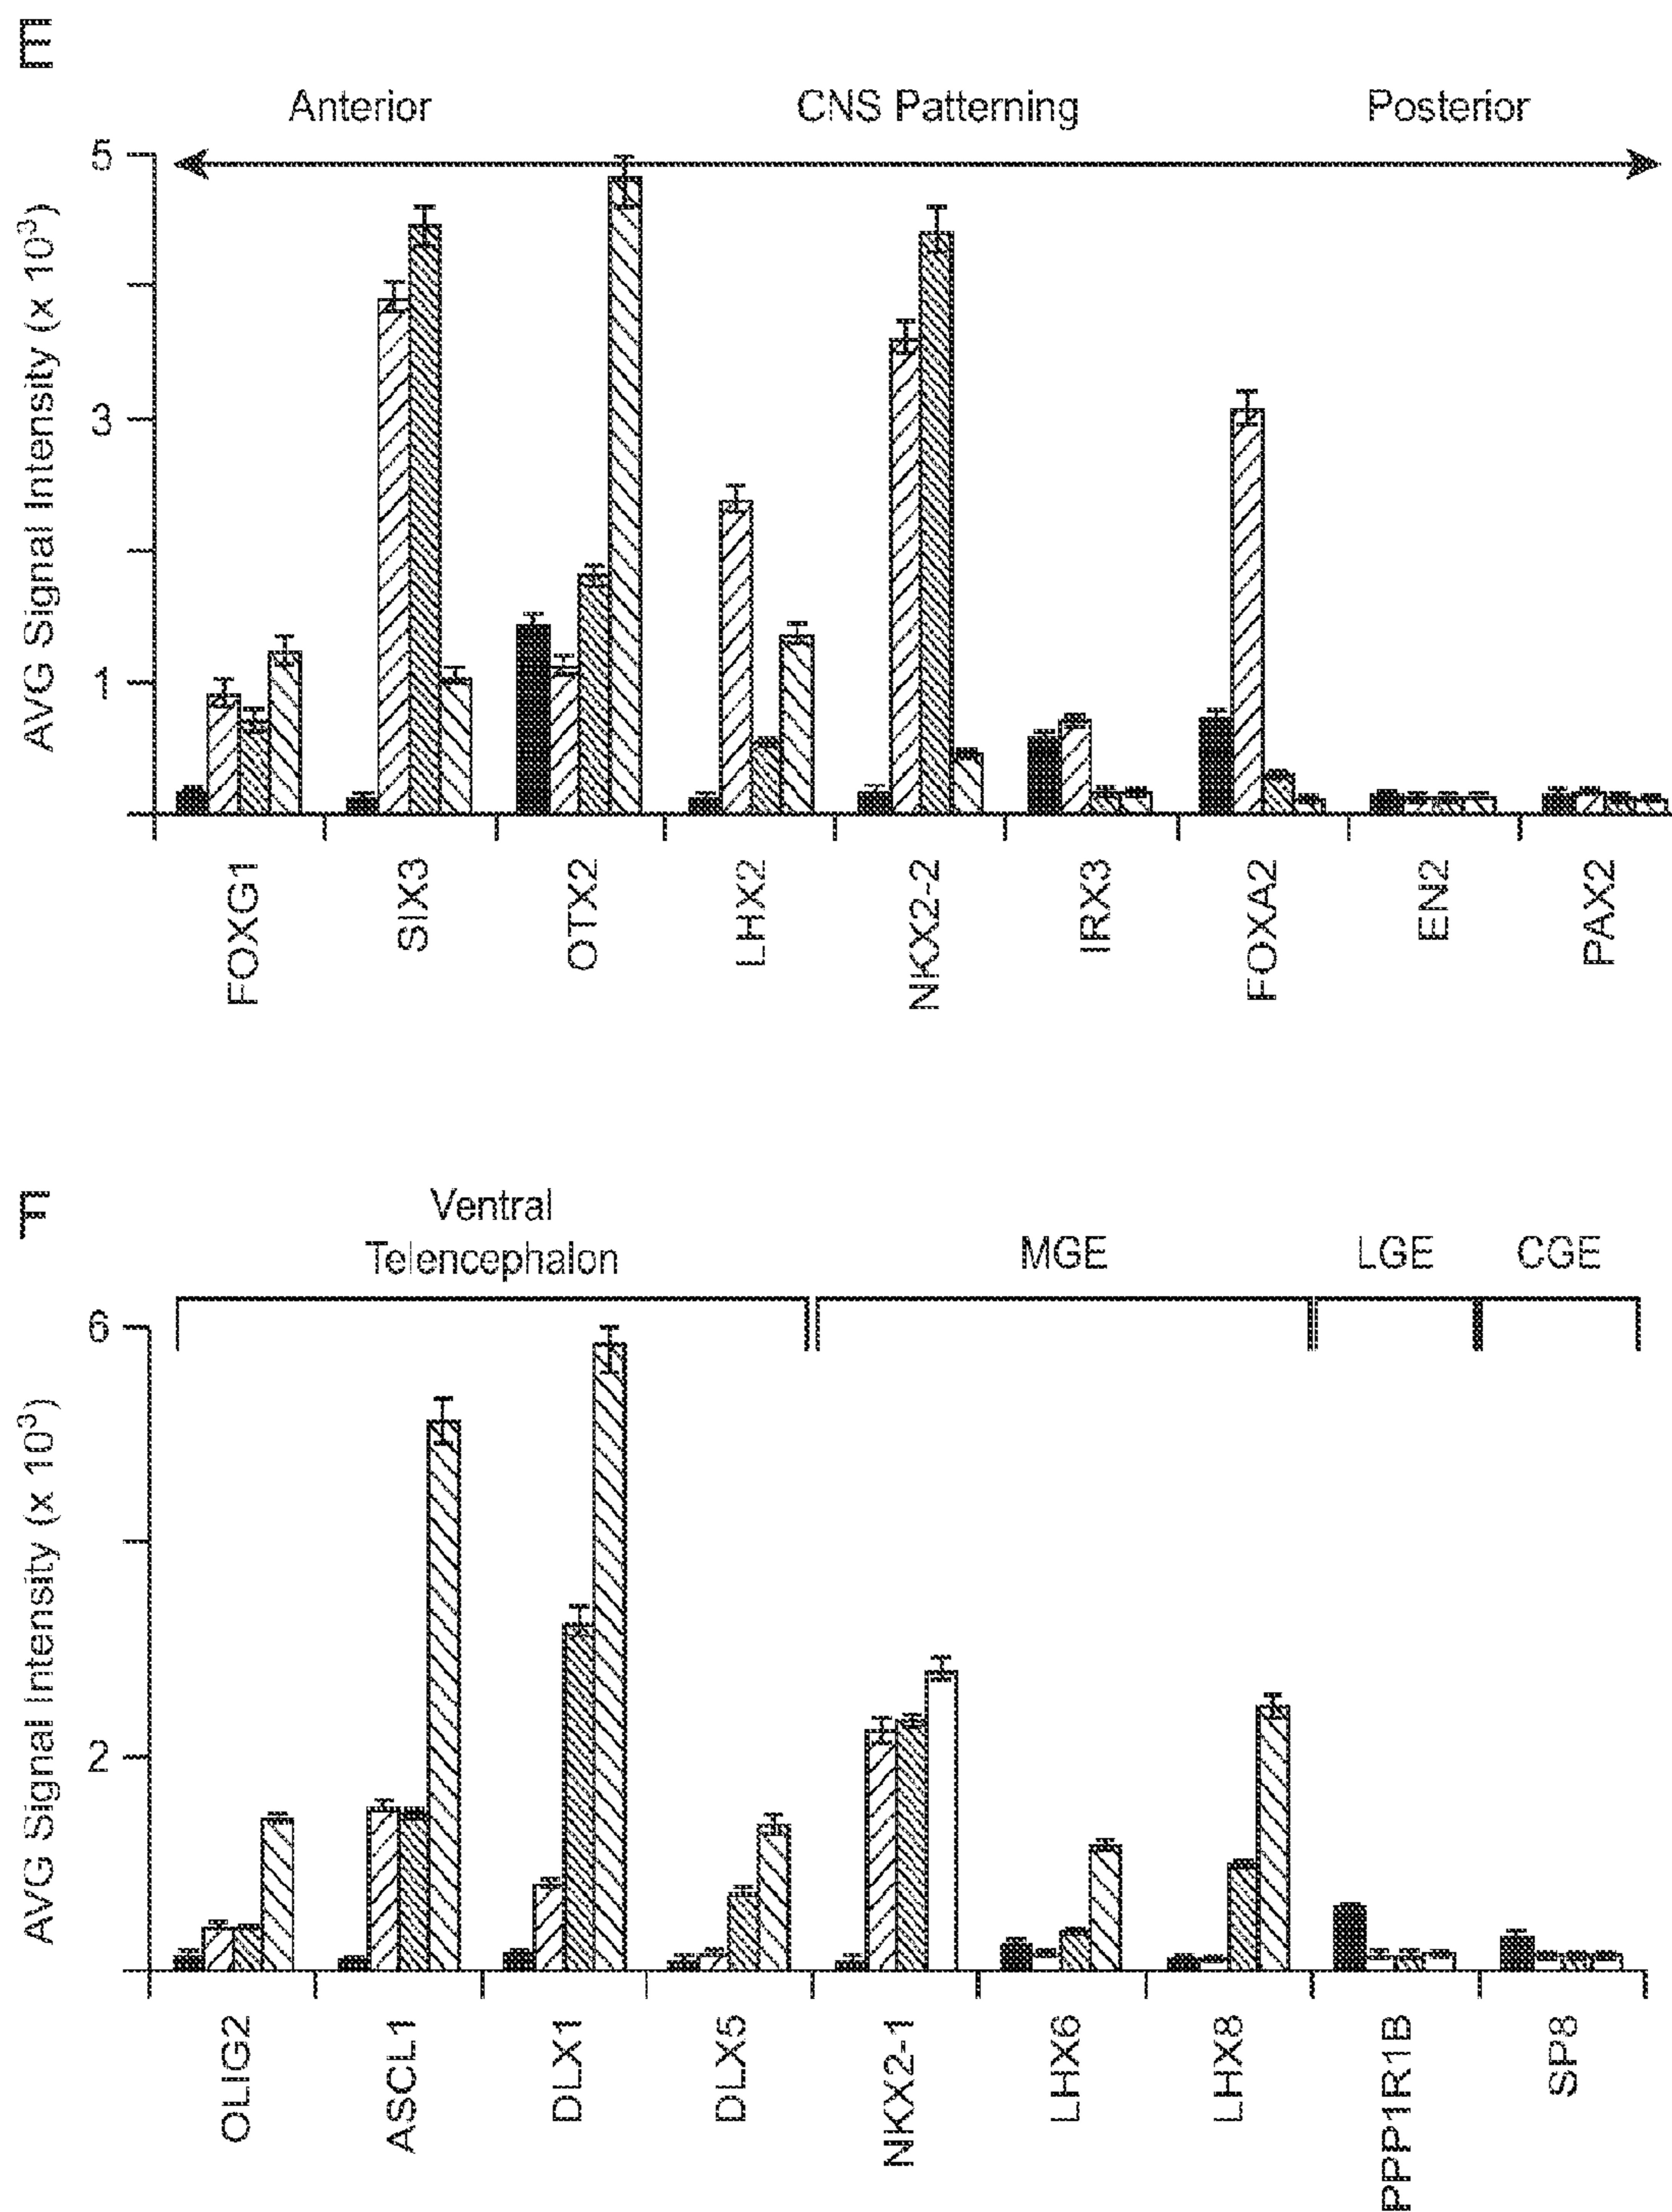 E
Anterior CNS Patterning Posterior
AVG Signal Intensity (x 10³)
5
3
1
FOXG1 SIX3 OTX2 LHX2 NKX2-2 IRX3 FOXA2 EN2 PAX2
F
Ventral
Telencephalon MGE LGE CGE
AVG Signal Intensity (x 10³)
6
2
OLIG2 ASCL1 DLX1 DLX5 NKX2-1 LHX6 LHX8 PPP1R1B SP8